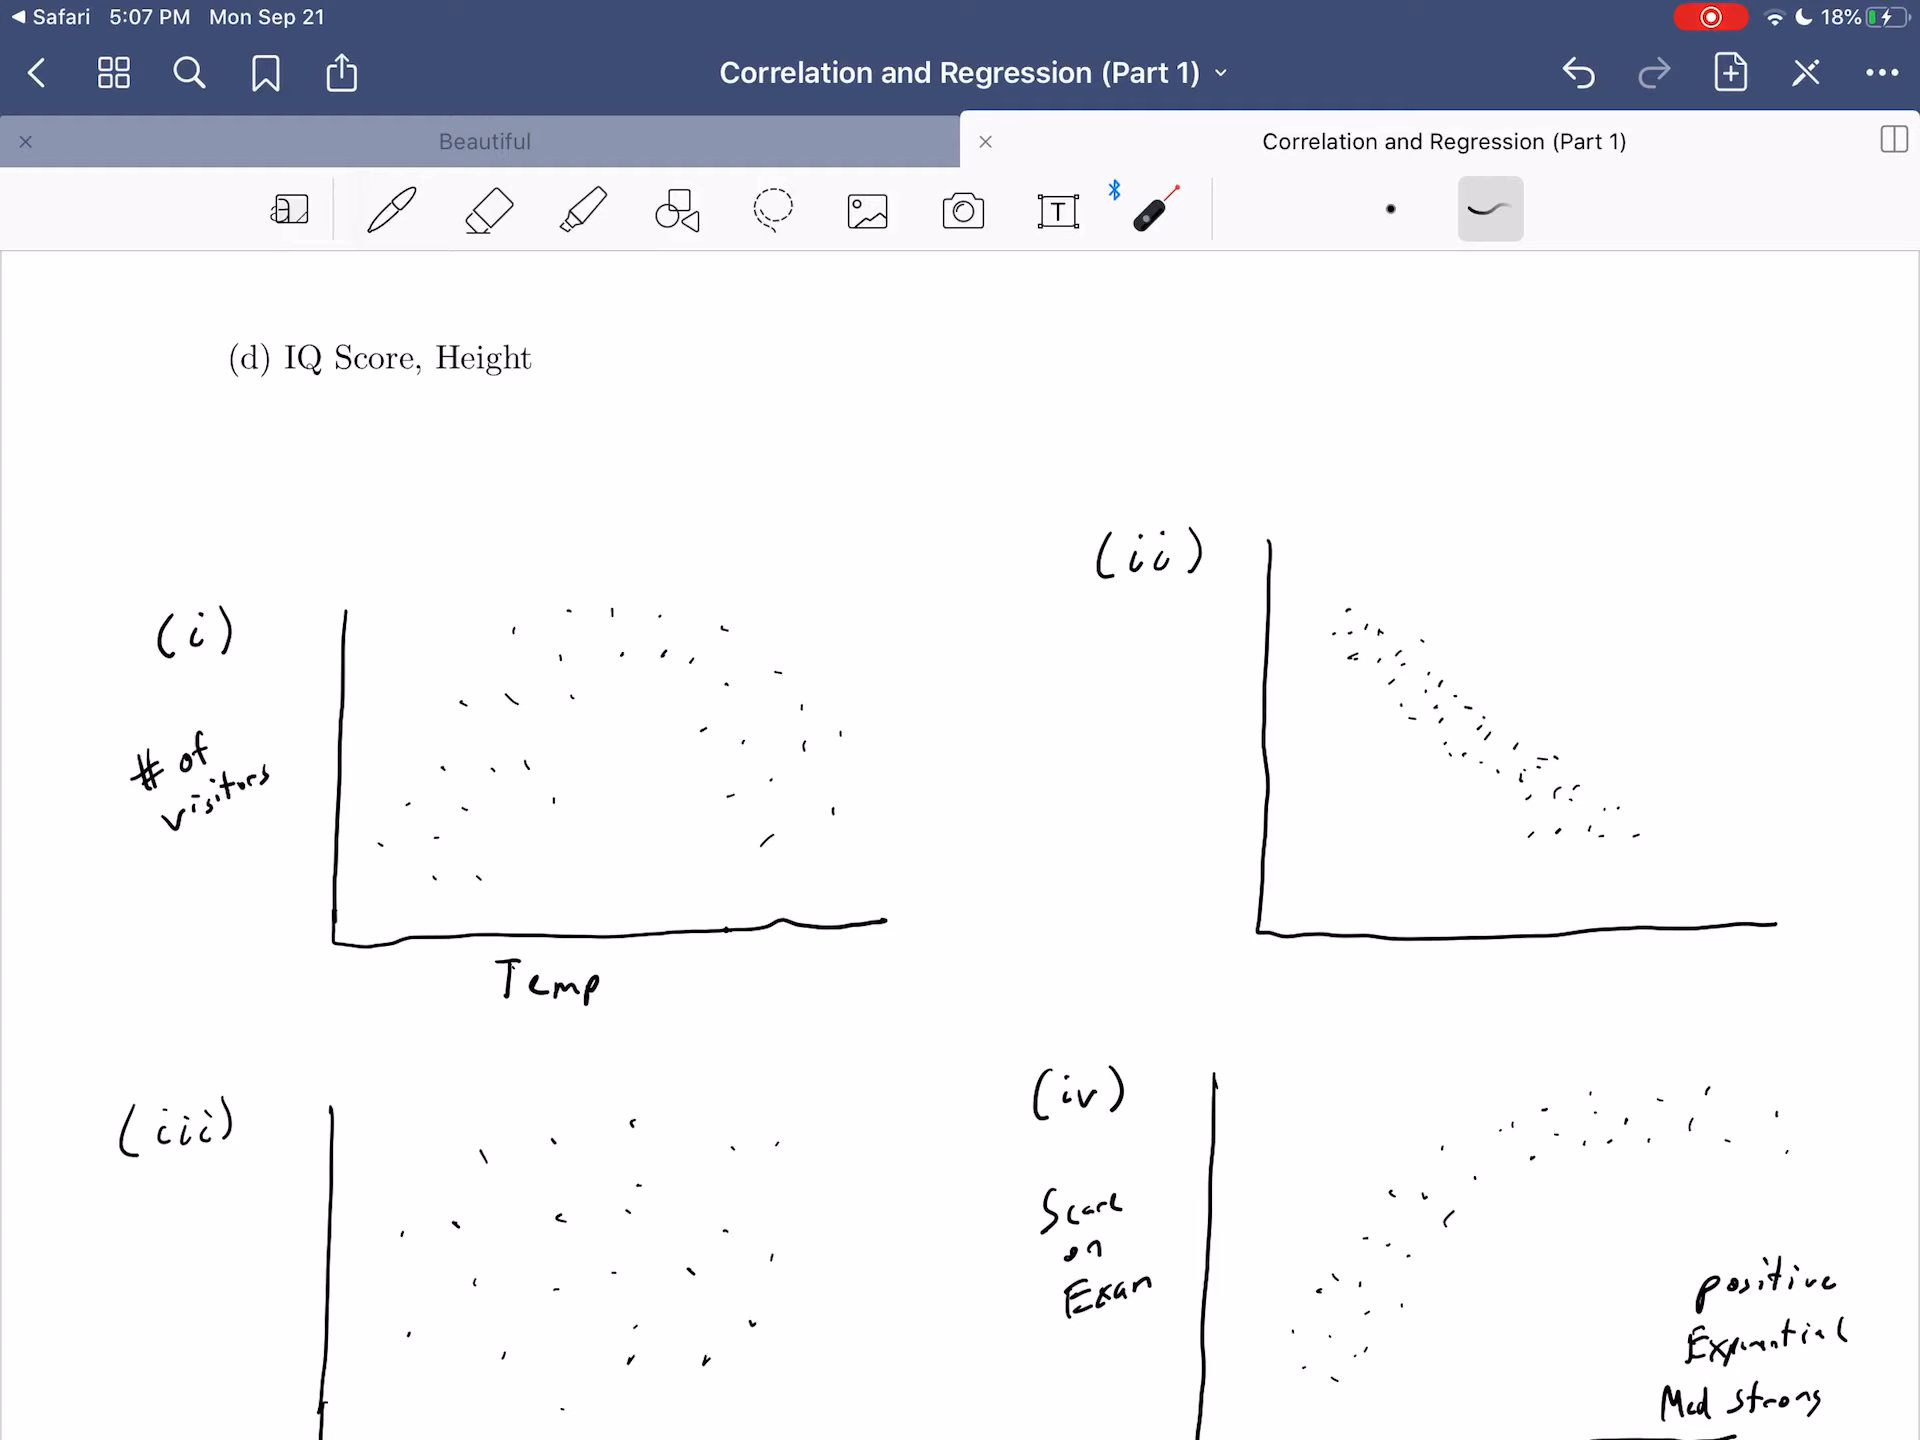 Safari 5:07 PM Mon Sep 21 18%
Correlation and Regression (Part 1)
Beautiful
Correlation and Regression (Part 1)
a
T
(d) IQ Score, Height
(i)
# of
visitors
Temp
(ii)
(iii)
(iv)
Score
on
Exam
positive
Exponential
Med strong